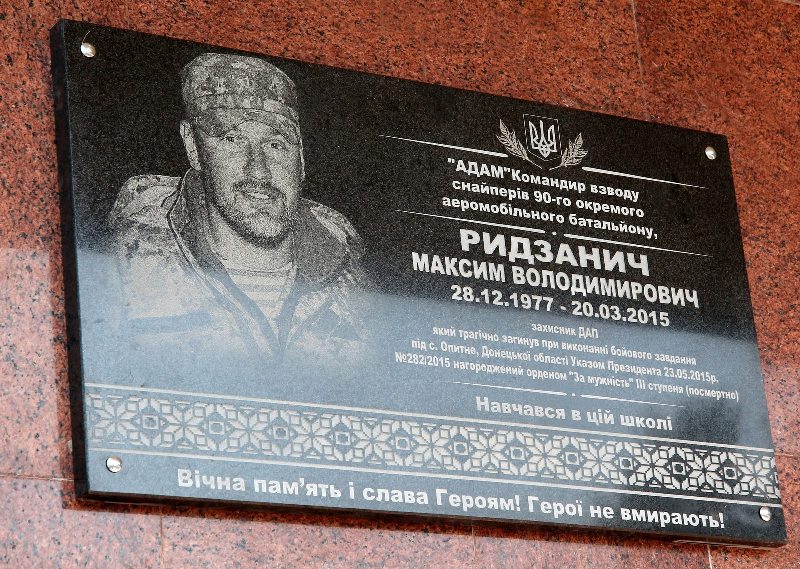 "АДАМ"Командир взводу
снайперів 90-го окремого
аеромобільного батальйону,
РИДЗАНИЧ
МАКСИМ ВОЛОДИМИРОВИЧ
28.12.1977 - 20.03.2015
захисник ДАП
який трагічно загинув при виконанні бойового завдання
під с. Опитне, Донецької області Указом Президента 23.05.2015р.
№282/2015 нагороджений орденом "За мужність" ІІІ ступеня (посмертно)
Навчався в цій школі
Вічна пам'ять і слава Героям! Герої не вмирають!